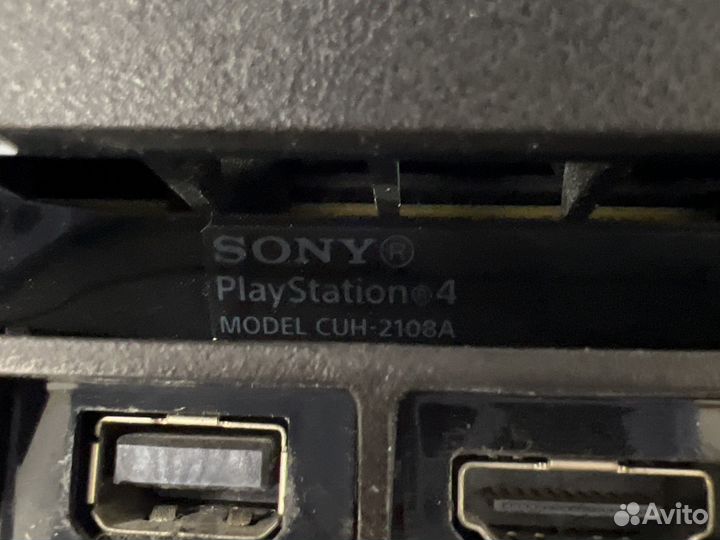 SONY®
PlayStation®4
MODEL CUH-2108A
Avito